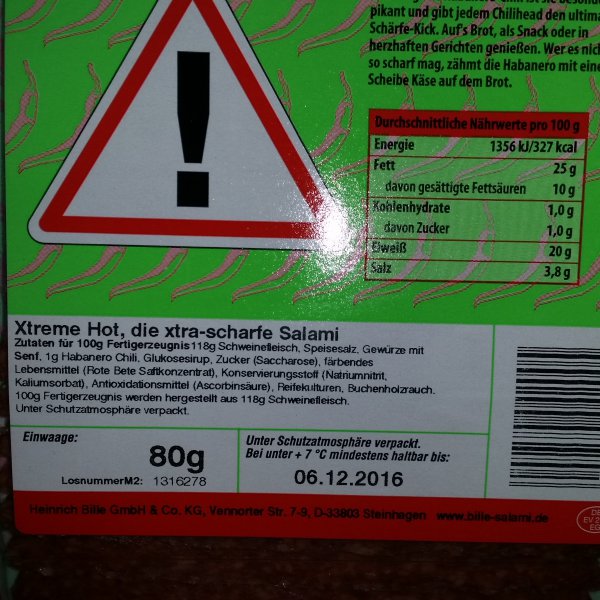 pikant und gibt jedem Chilihead den ultima
Schärfe-Kick. Auf's Brot, als Snack oder in
herzhaften Gerichten genießen. Wer es nich
so scharf mag, zähmt die Habanero mit eine
Scheibe Käse auf dem Brot.
Durchschnittliche Nährwerte pro 100 g
Energie 1356 kJ/327 kcal
Fett 25 g
davon gesättigte Fettsäuren 10 g
Kohlenhydrate 1,0 g
davon Zucker 1,0 g
Eiweiß 20 g
Salz 3,8 g
!
Xtreme Hot, die xtra-scharfe Salami
Zutaten für 100g Fertigerzeugnis118g Schweinefleisch, Speisesalz, Gewürze mit
Senf, 1g Habanero Chili, Glukosesirup, Zucker (Saccharose), färbendes
Lebensmittel (Rote Bete Saftkonzentrat), Konservierungsstoff (Natriumnitrit,
Kaliumsorbat), Antioxidationsmittel (Ascorbinsäure), Reifekulturen, Buchenholzrauch.
100g Fertigerzeugnis werden hergestellt aus 118g Schweinefleisch.
Unter Schutzatmosphäre verpackt.
Einwaage:
80g
LosnummerM2: 1316278
Unter Schutzatmosphäre verpackt.
Bei unter + 7 °C mindestens haltbar bis:
06.12.2016
Heinrich Bille GmbH & Co. KG, Vennorter Str. 7-9, D-33803 Steinhagen www.bille-salami.de
DE
EV 2
EG